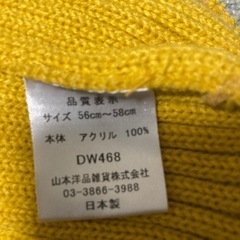 品質表示
サイズ 56cm～58cm
本体 アクリル 100%
DW468
山本洋品雑貨株式会社
03-3866-3988
日本製